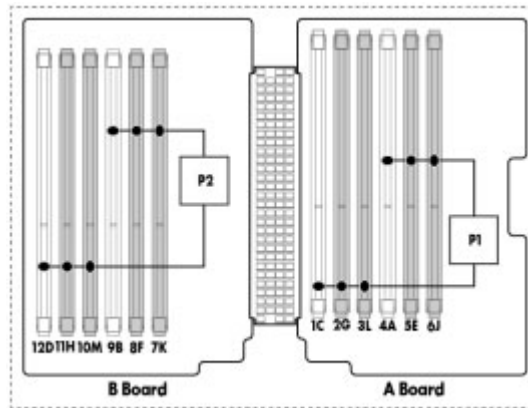 P2
P1
12D 11H 10M 9B 8F 7K
1C 2G 3L 4A 5E 6J
B Board
A Board